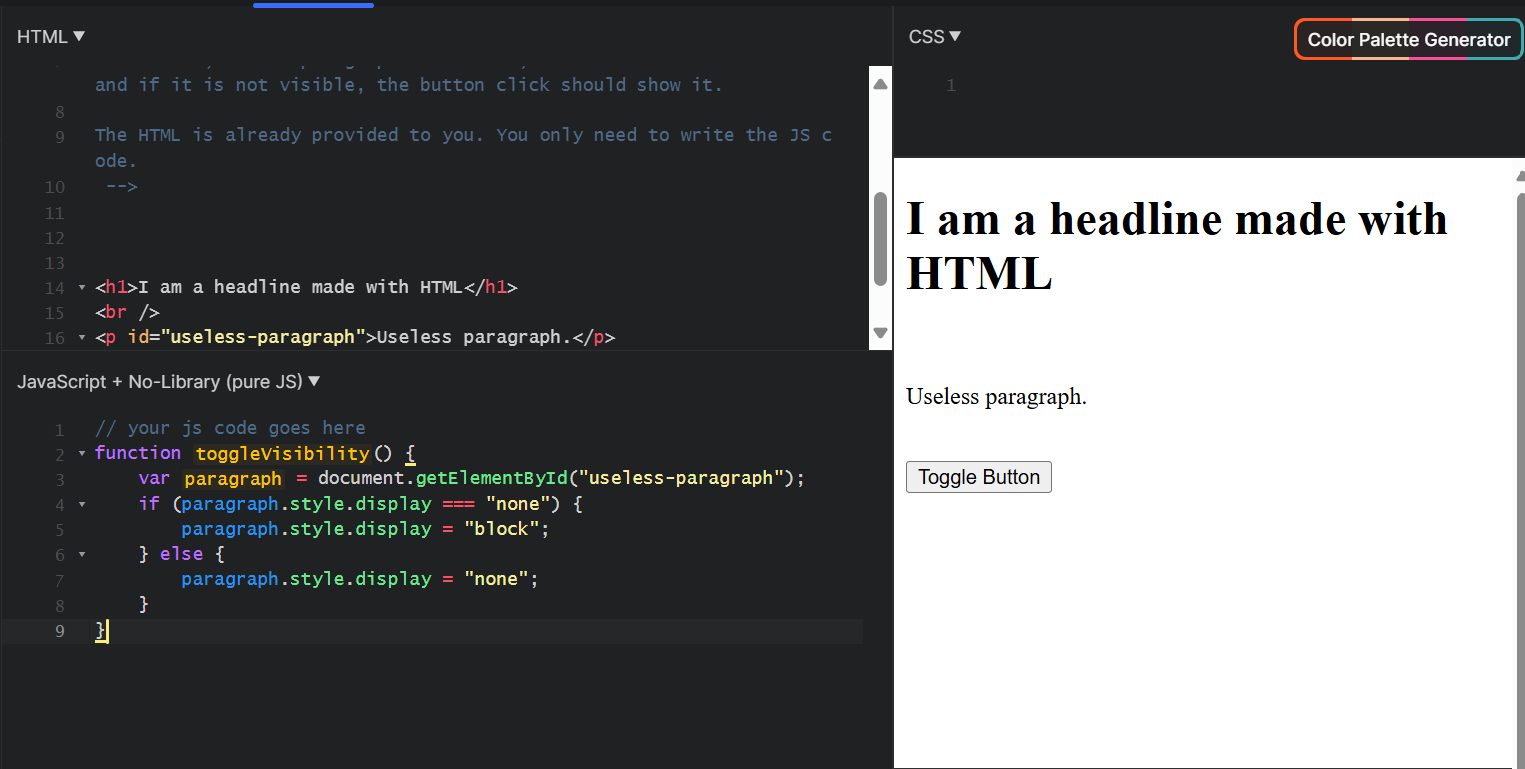 HTML ▼
and if it is not visible, the button click should show it.
8
9 The HTML is already provided to you. You only need to write the JS c
ode.
10 -->
11
12
13
14 <h1>I am a headline made with HTML</h1>
15 <br />
16 <p id="useless-paragraph">Useless paragraph.</p>
JavaScript + No-Library (pure JS) ▼
1 // your js code goes here
2 function toggleVisibility() {
3     var paragraph = document.getElementById("useless-paragraph");
4     if (paragraph.style.display === "none") {
5         paragraph.style.display = "block";
6     } else {
7         paragraph.style.display = "none";
8     }
9 }
CSS ▼
Color Palette Generator
1
I am a headline made with
HTML
Useless paragraph.
Toggle Button